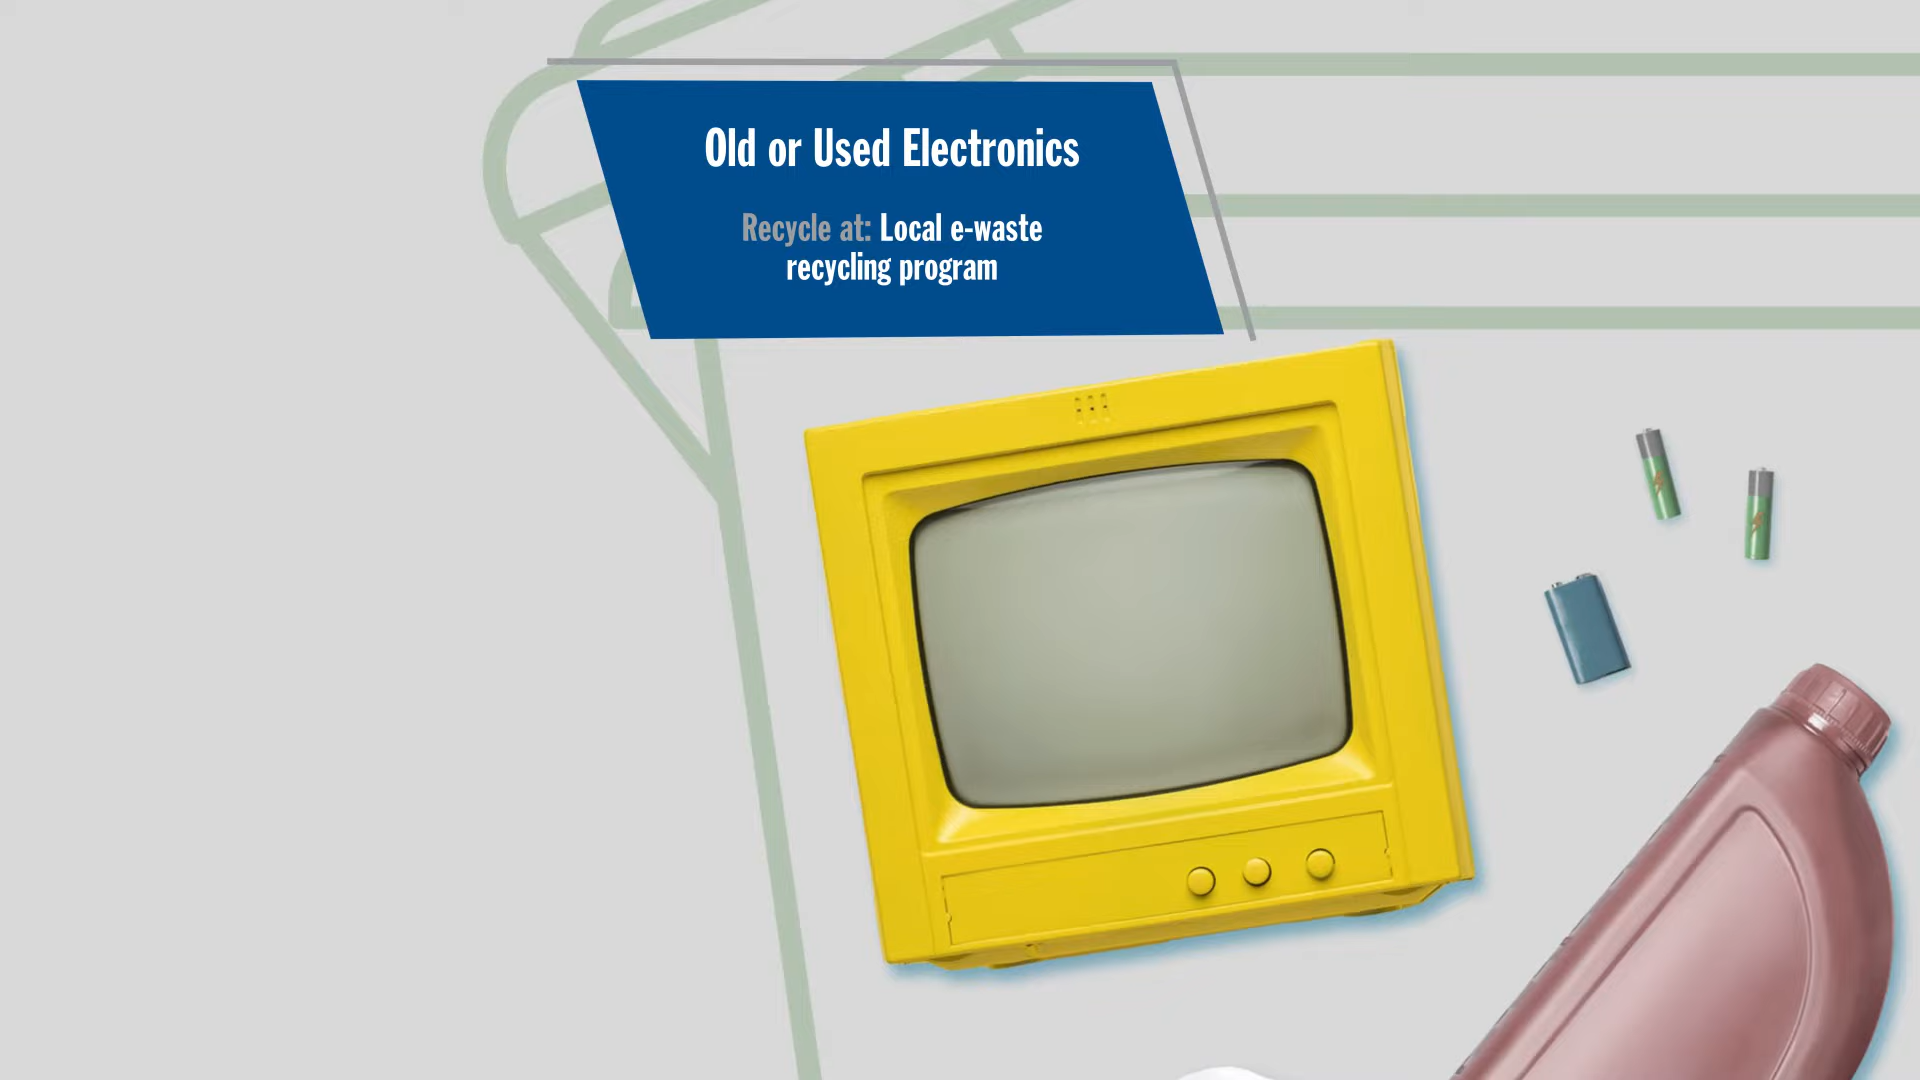 Old or Used Electronics
Recycle at: Local e-waste
recycling program